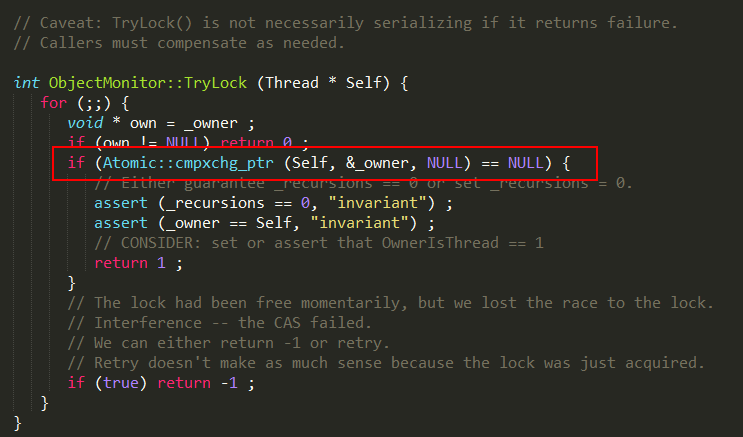 // Caveat: TryLock() is not necessarily serializing if it returns failure.
// Callers must compensate as needed.
int ObjectMonitor::TryLock (Thread * Self) {
for (;;) {
void * own = _owner ;
if (own != NULL) return 0 ;
if (Atomic::cmpxchg_ptr (Self, &_owner, NULL) == NULL) {
// Either guarantee _recursions == 0 or set _recursions = 0.
assert (_recursions == 0, "invariant") ;
assert (_owner == Self, "invariant") ;
// CONSIDER: set or assert that OwnerIsThread == 1
return 1 ;
}
// The lock had been free momentarily, but we lost the race to the lock.
// Interference -- the CAS failed.
// We can either return -1 or retry.
// Retry doesn't make as much sense because the lock was just acquired.
if (true) return -1 ;
}
}